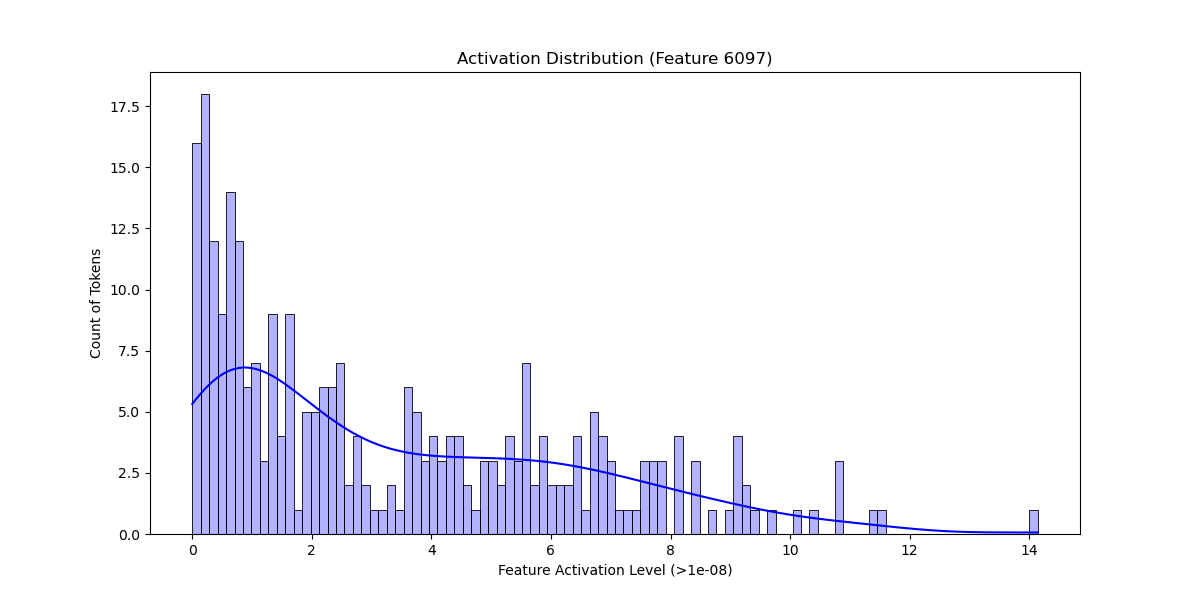 Activation Distribution (Feature 6097)
Count of Tokens
17.5
15.0
12.5
10.0
7.5
5.0
2.5
0.0
0 2 4 6 8 10 12 14
Feature Activation Level (>1e-08)